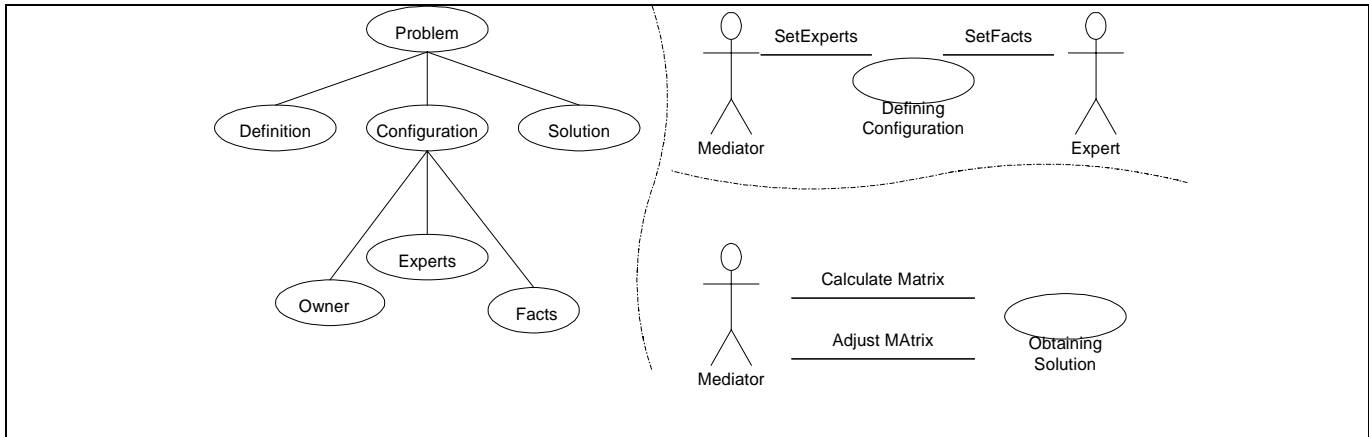 Problem
Definition
Configuration
Solution
Experts
Owner
Facts
SetExperts
SetFacts
Defining
Configuration
Mediator
Expert
Calculate Matrix
Adjust MAtrix
Obtaining
Solution
Mediator